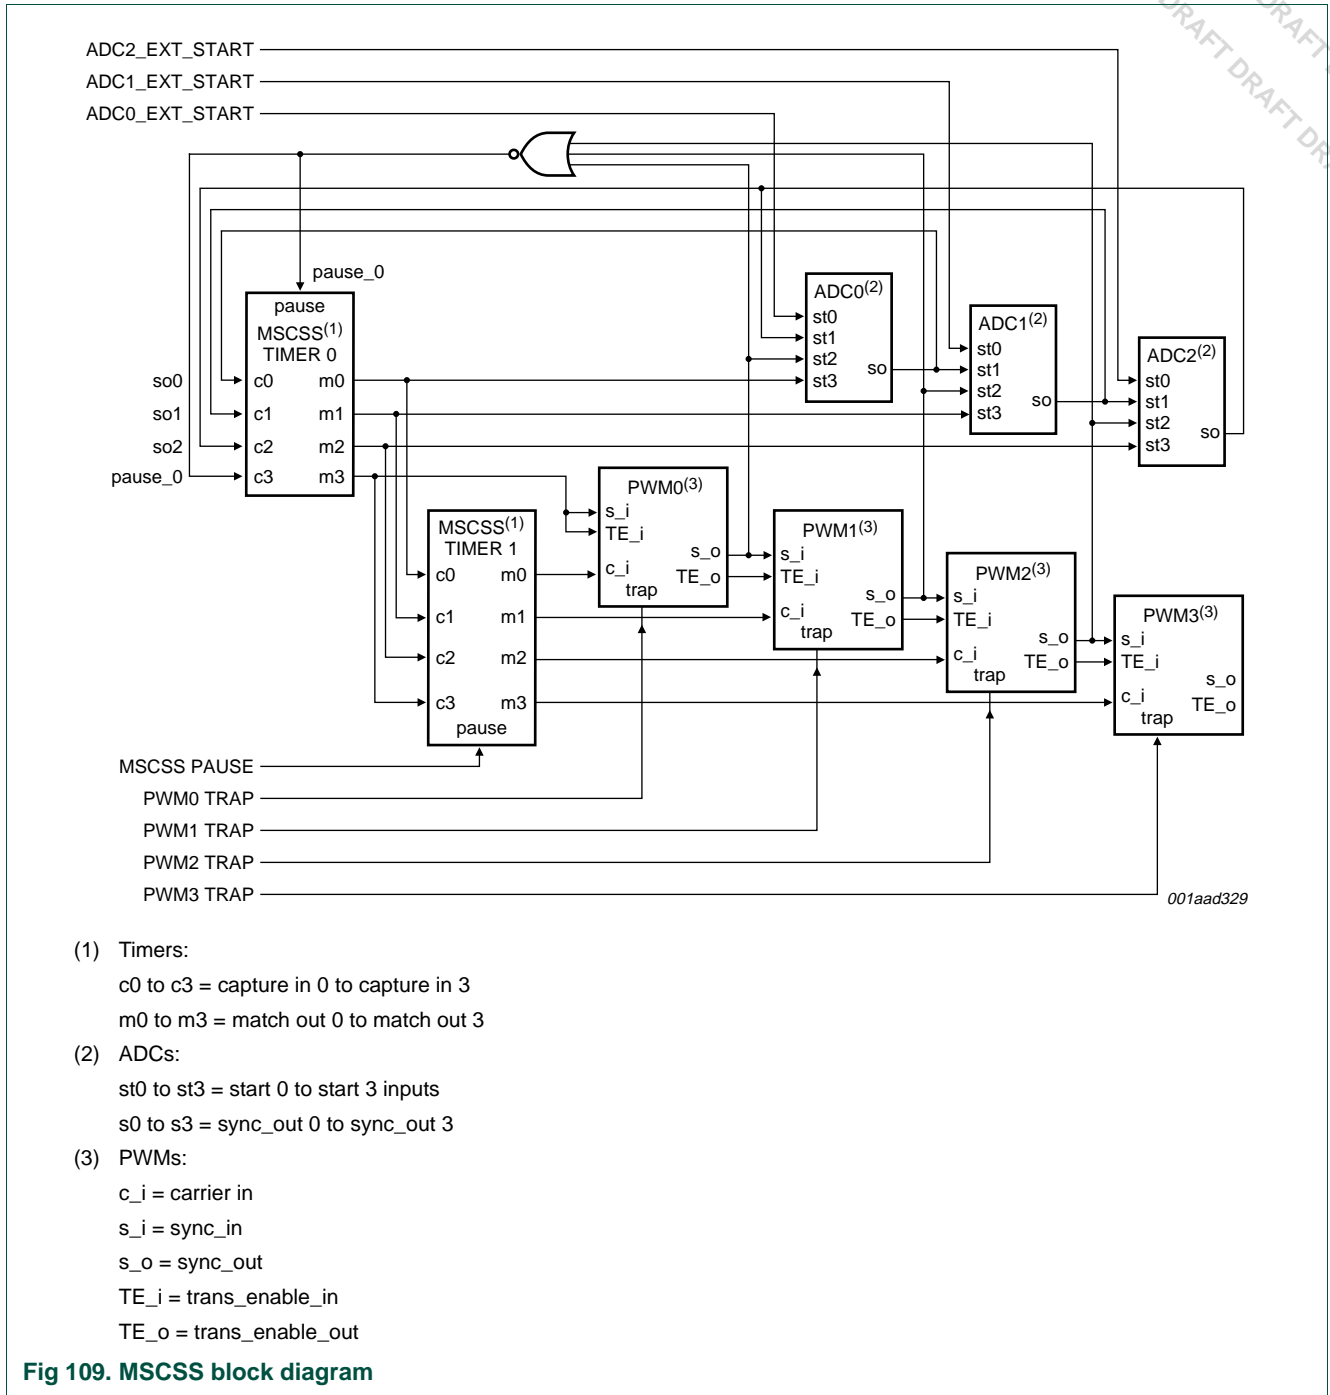 DRAFT DRAFT DRAFT
DRAFT
ADC2_EXT_START
ADC1_EXT_START
ADC0_EXT_START
pause_0
pause
MSCSS(1)
TIMER 0
so0 c0 m0
so1 c1 m1
so2 c2 m2
pause_0 c3 m3
ADC0(2)
st0
st1
st2
st3
so
ADC1(2)
st0
st1
st2
st3
so
ADC2(2)
st0
st1
st2
st3
so
MSCSS(1)
TIMER 1
c0 m0
c1 m1
c2 m2
c3 m3
pause
PWM0(3)
s_i
TE_i
s_o
c_i
TE_o
trap
PWM1(3)
s_i
TE_i
s_o
c_i
TE_o
trap
PWM2(3)
s_i
TE_i
s_o
c_i
TE_o
trap
PWM3(3)
s_i
TE_i
s_o
c_i
TE_o
trap
MSCSS PAUSE
PWM0 TRAP
PWM1 TRAP
PWM2 TRAP
PWM3 TRAP
001aad329
(1) Timers:
c0 to c3 = capture in 0 to capture in 3
m0 to m3 = match out 0 to match out 3
(2) ADCs:
st0 to st3 = start 0 to start 3 inputs
s0 to s3 = sync_out 0 to sync_out 3
(3) PWMs:
c_i = carrier in
s_i = sync_in
s_o = sync_out
TE_i = trans_enable_in
TE_o = trans_enable_out
Fig 109. MSCSS block diagram